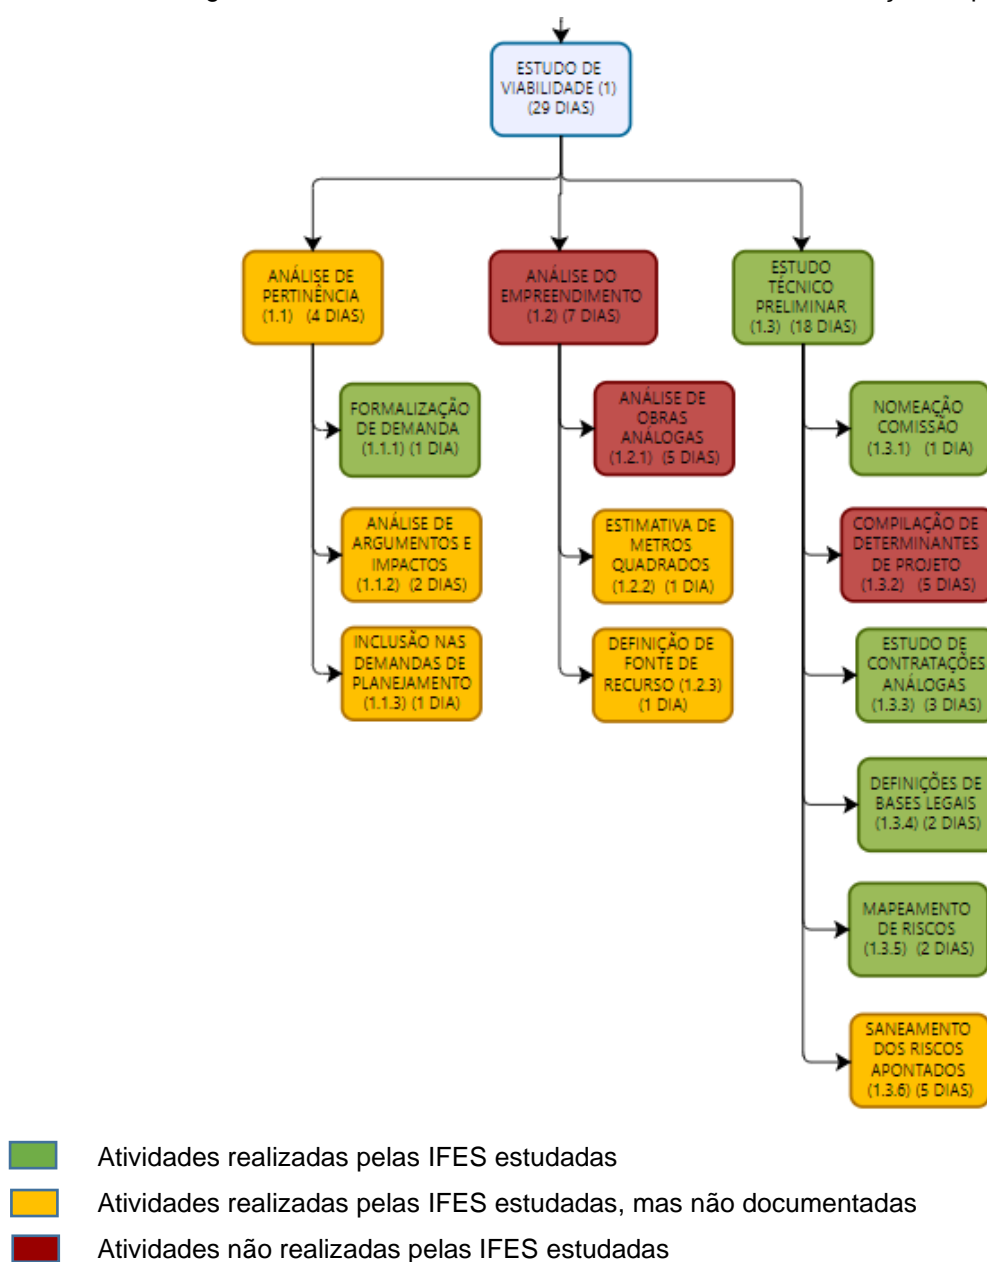 ESTUDO DE
VIABILIDADE (1)
(29 DIAS)
ANÁLISE DE
PERTINÊNCIA
(1.1) (4 DIAS)
ANÁLISE DO
EMPREENDIMENTO
(1.2) (7 DIAS)
ESTUDO
TÉCNICO
PRELIMINAR
(1.3) (18 DIAS)
FORMALIZAÇÃO
DE DEMANDA
(1.1.1) (1 DIA)
ANÁLISE DE
ARGUMENTOS E
IMPACTOS
(1.1.2) (2 DIAS)
INCLUSÃO NAS
DEMANDAS DE
PLANEJAMENTO
(1.1.3) (1 DIA)
ANÁLISE DE
OBRAS
ANÁLOGAS
(1.2.1) (5 DIAS)
ESTIMATIVA DE
METROS
QUADRADOS
(1.2.2) (1 DIA)
DEFINIÇÃO DE
FONTE DE
RECURSO (1.2.3)
(1 DIA)
NOMEAÇÃO
COMISSÃO
(1.3.1) (1 DIA)
COMPILAÇÃO DE
DETERMINANTES
DE PROJETO
(1.3.2) (5 DIAS)
ESTUDO DE
CONTRATAÇÕES
ANÁLOGAS
(1.3.3) (3 DIAS)
DEFINIÇÕES DE
BASES LEGAIS
(1.3.4) (2 DIAS)
MAPEAMENTO
DE RISCOS
(1.3.5) (2 DIAS)
SANEAMENTO
DOS RISCOS
APONTADOS
(1.3.6) (5 DIAS)
Atividades realizadas pelas IFES estudadas
Atividades realizadas pelas IFES estudadas, mas não documentadas
Atividades não realizadas pelas IFES estudadas